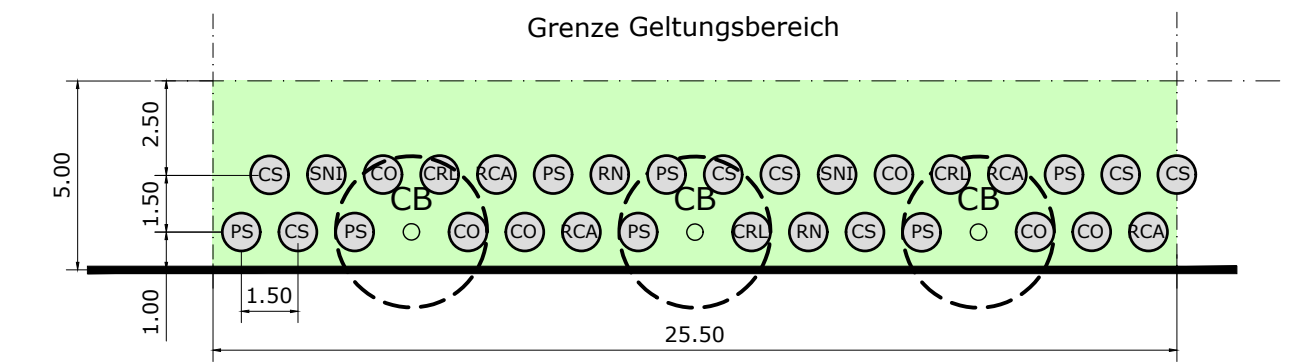 Grenze Geltungsbereich
2.50
5.00
CS SNI CO CRL RCA PS RN PS CS CS SNI CO CRL RCA PS CS CS
1.50
CB CB CB
PS CS PS CO CO RCA PS CRL RN CS PS CO CO RCA
1.00
1.50
25.50